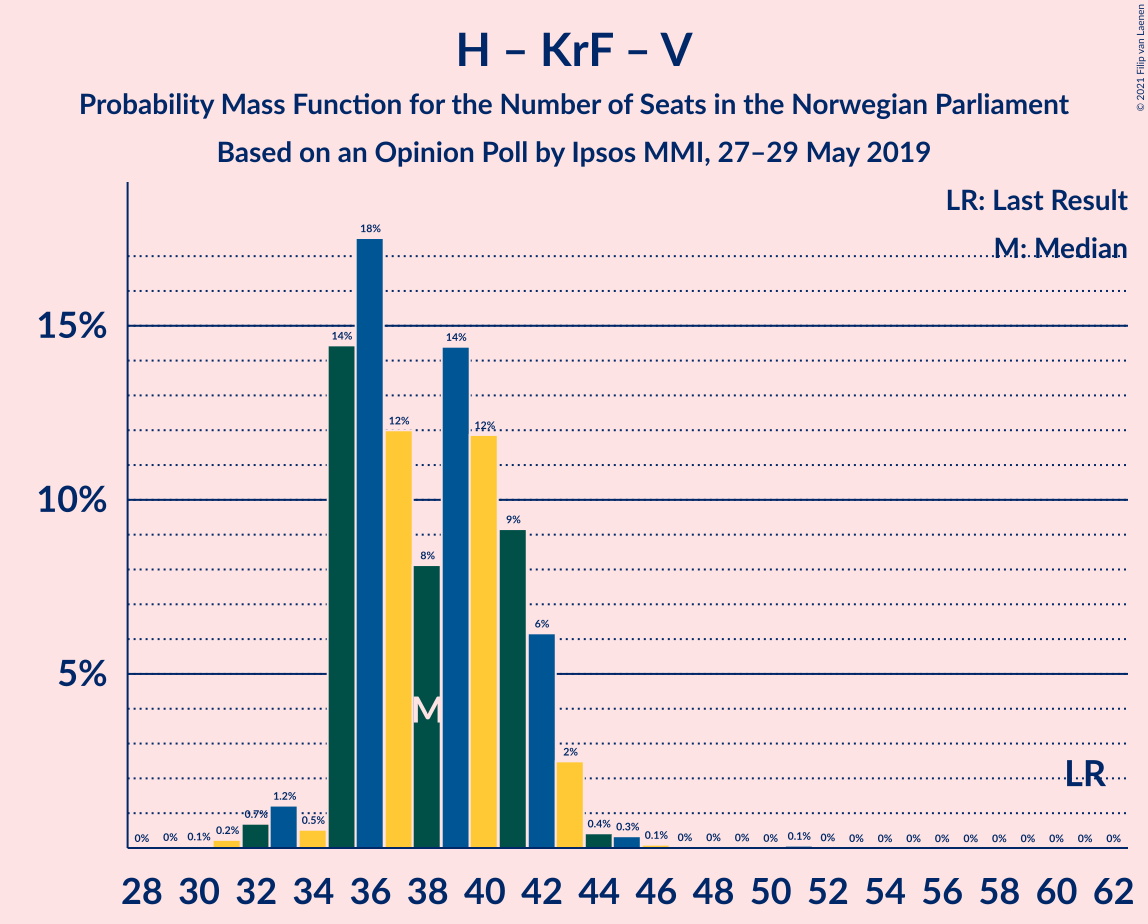 H – KrF – V
Probability Mass Function for the Number of Seats in the Norwegian Parliament
Based on an Opinion Poll by Ipsos MMI, 27–29 May 2019
© 2021 Filip van Laenen
LR: Last Result
M: Median
15%
10%
5%
0% 0% 0.1% 0.2% 0.7% 1.2% 0.5% 14% 18% 12% 8% 14% 12% 9% 6% 2% 0.4% 0.3% 0.1% 0% 0% 0% 0% 0.1% 0% 0% 0% 0% 0% 0% 0% 0% 0% 0% 0%
M
LR
28 30 32 34 36 38 40 42 44 46 48 50 52 54 56 58 60 62